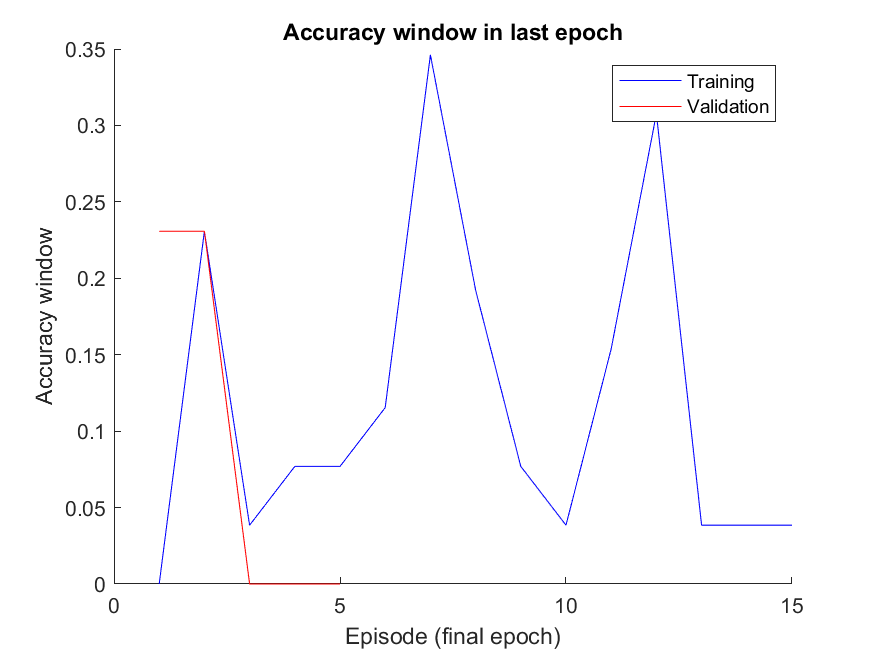 Accuracy window in last epoch
0.35
0.3
0.25
0.2
0.15
0.1
0.05
0
Accuracy window
Training
Validation
0 5 10 15
Episode (final epoch)